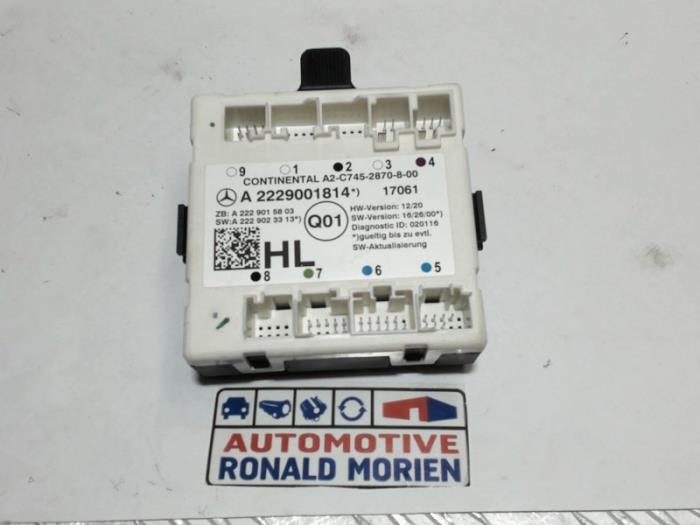 9 1 2 3 4
CONTINENTAL A2-C745-2870-8-00
A 2229001814*) 17061
ZB: A 222 901 58 03
SW: A 222 902 33 13*)
Q01
HW-Version: 12/20
SW-Version: 16/26/00*)
Diagnostic ID: 020116
*)gueltig bis zu evtl.
SW-Aktualisierung
HL
8 7 6 5
AUTOMOTIVE
RONALD MORIEN